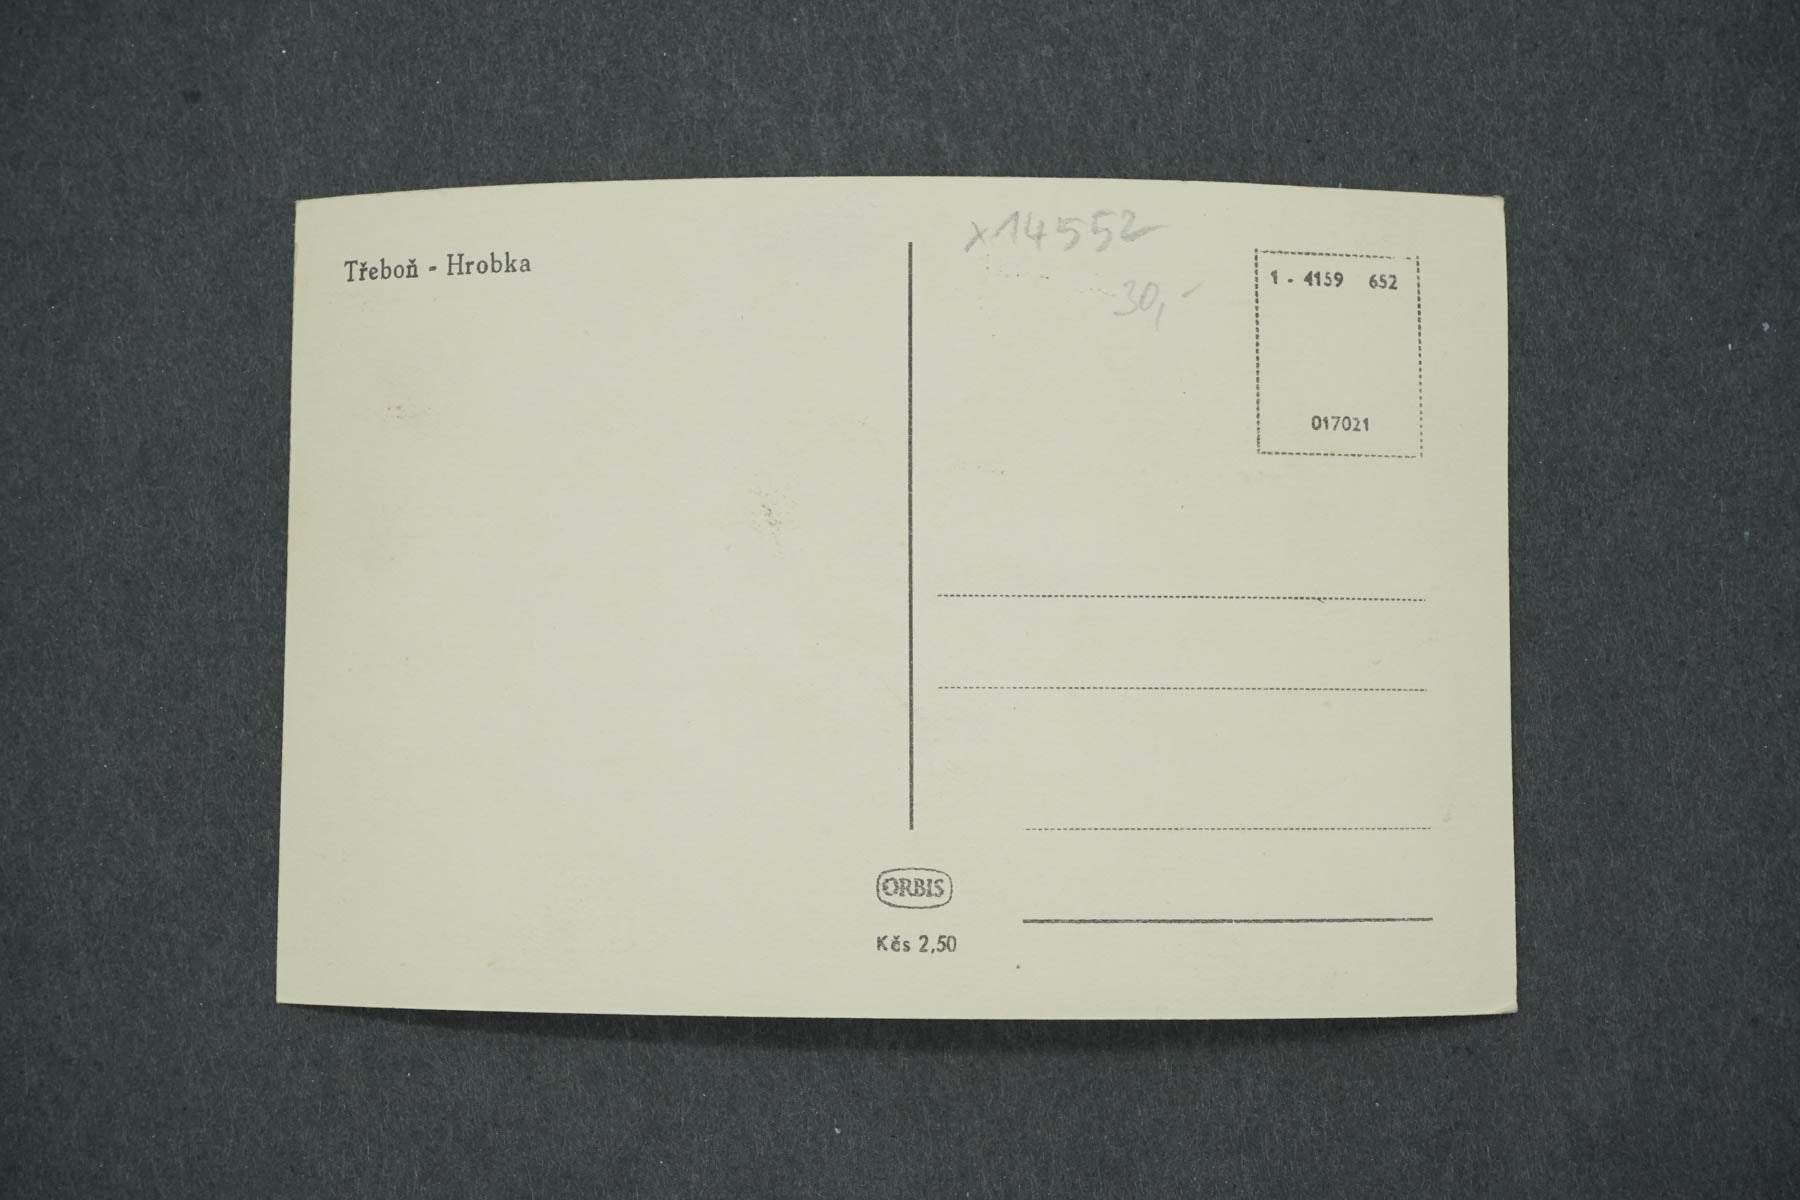 Třeboň - Hrobka
x14552
30,-
1 - 4159 652
017021
ORBIS
Kčs 2,50